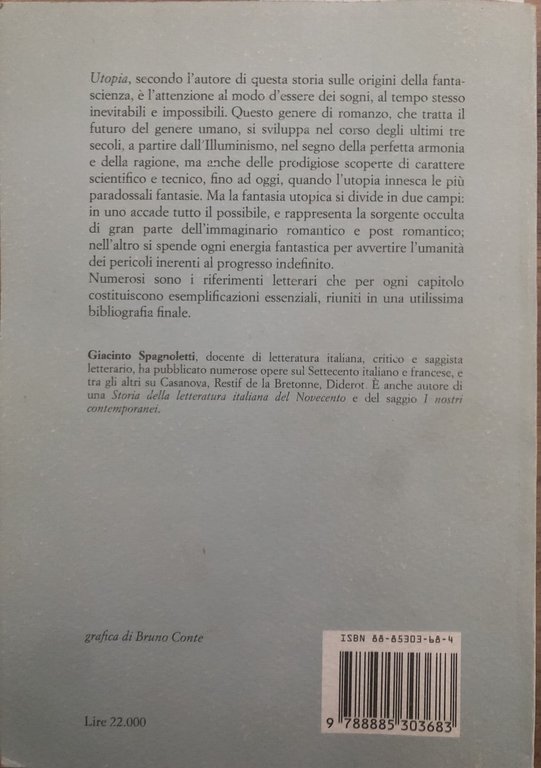 Utopia, secondo l'autore di questa storia sulle origini della fanta-
scienza, è l'attenzione al modo d'essere dei sogni, al tempo stesso
inevitabili e impossibili. Questo genere di romanzo, che tratta il
futuro del genere umano, si sviluppa nel corso degli ultimi tre
secoli, a partire dall'Illuminismo, nel segno della perfetta armonia
e della ragione, ma anche delle prodigiose scoperte di carattere
scientifico e tecnico, fino ad oggi, quando l'utopia innesca le più
paradossali fantasie. Ma la fantasia utopica si divide in due campi:
in uno accade tutto il possibile, e rappresenta la sorgente occulta
di gran parte dell'immaginario romantico e post romantico;
nell'altro si spende ogni energia fantastica per avvertire l'umanità
dei pericoli inerenti al progresso indefinito.
Numerosi sono i riferimenti letterari che per ogni capitolo
costituiscono esemplificazioni essenziali, riuniti in una utilissima
bibliografia finale.
Giacinto Spagnoletti, docente di letteratura italiana, critico e saggista
letterario, ha pubblicato numerose opere sul Settecento italiano e francese, e
tra gli altri su Casanova, Restif de la Bretonne, Diderot. È anche autore di
una Storia della letteratura italiana del Novecento e del saggio I nostri
contemporanei.
grafica di Bruno Conte
Lire 22.000
ISBN 88-85303-68-4
9 788885 303683